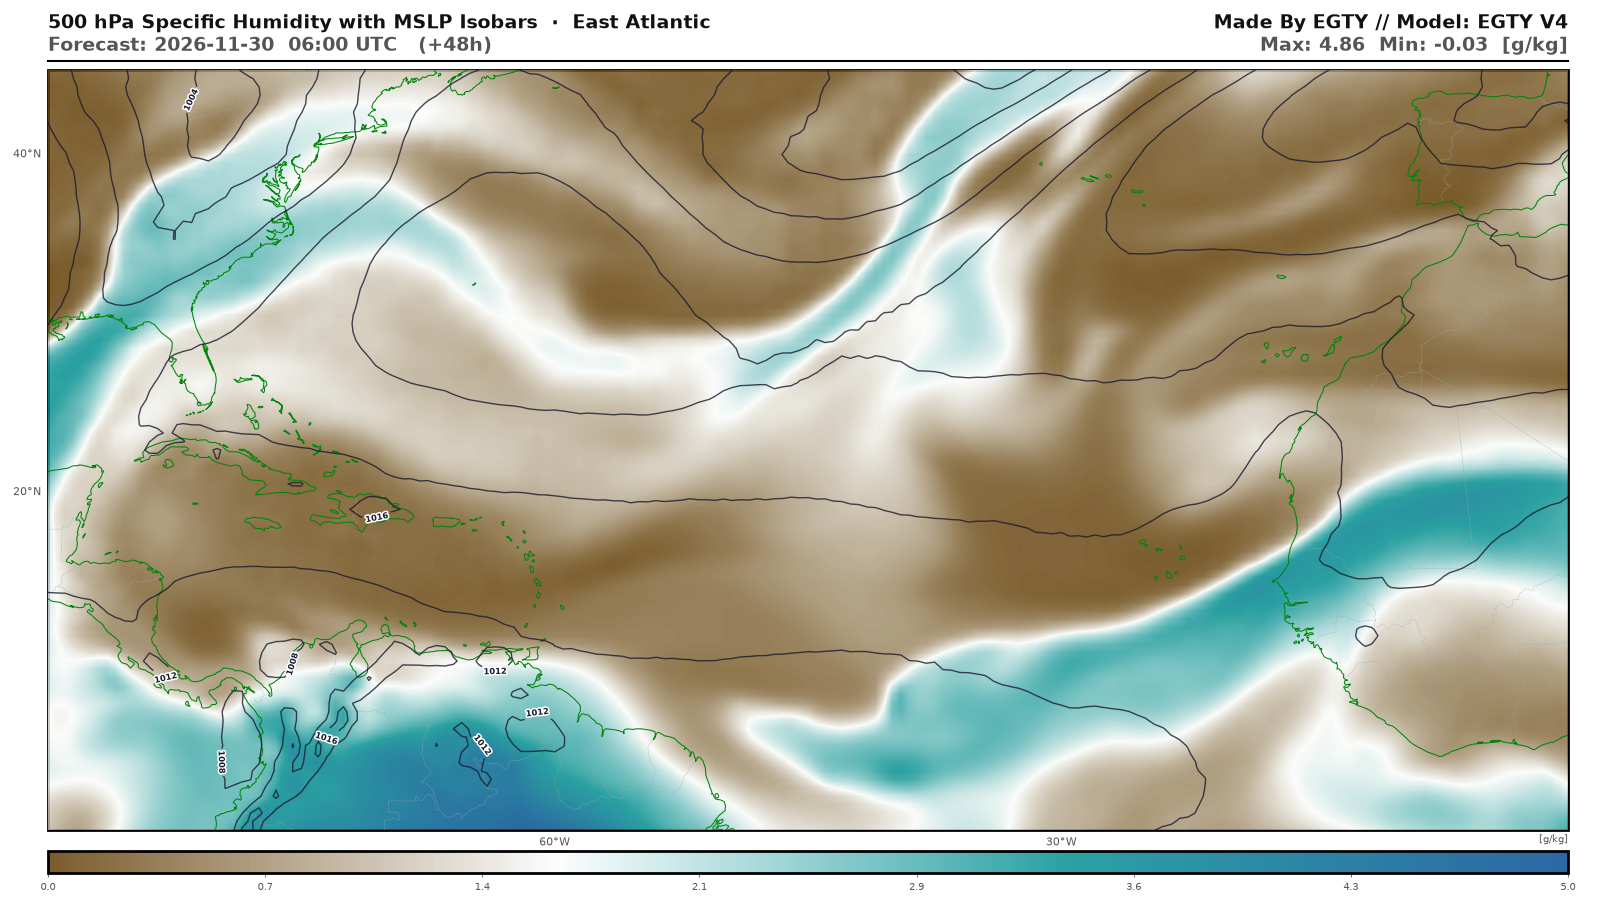 500 hPa Specific Humidity with MSLP Isobars · East Atlantic
Made By EGTY // Model: EGTY V4
Forecast: 2026-11-30 06:00 UTC (+48h)
Max: 4.86 Min: -0.03 [g/kg]
1004
40°N
20°N
1016
1008
1012
1012
1012
1016
1012
1008
60°W
30°W
[g/kg]
0.0
0.7
1.4
2.1
2.9
3.6
4.3
5.0